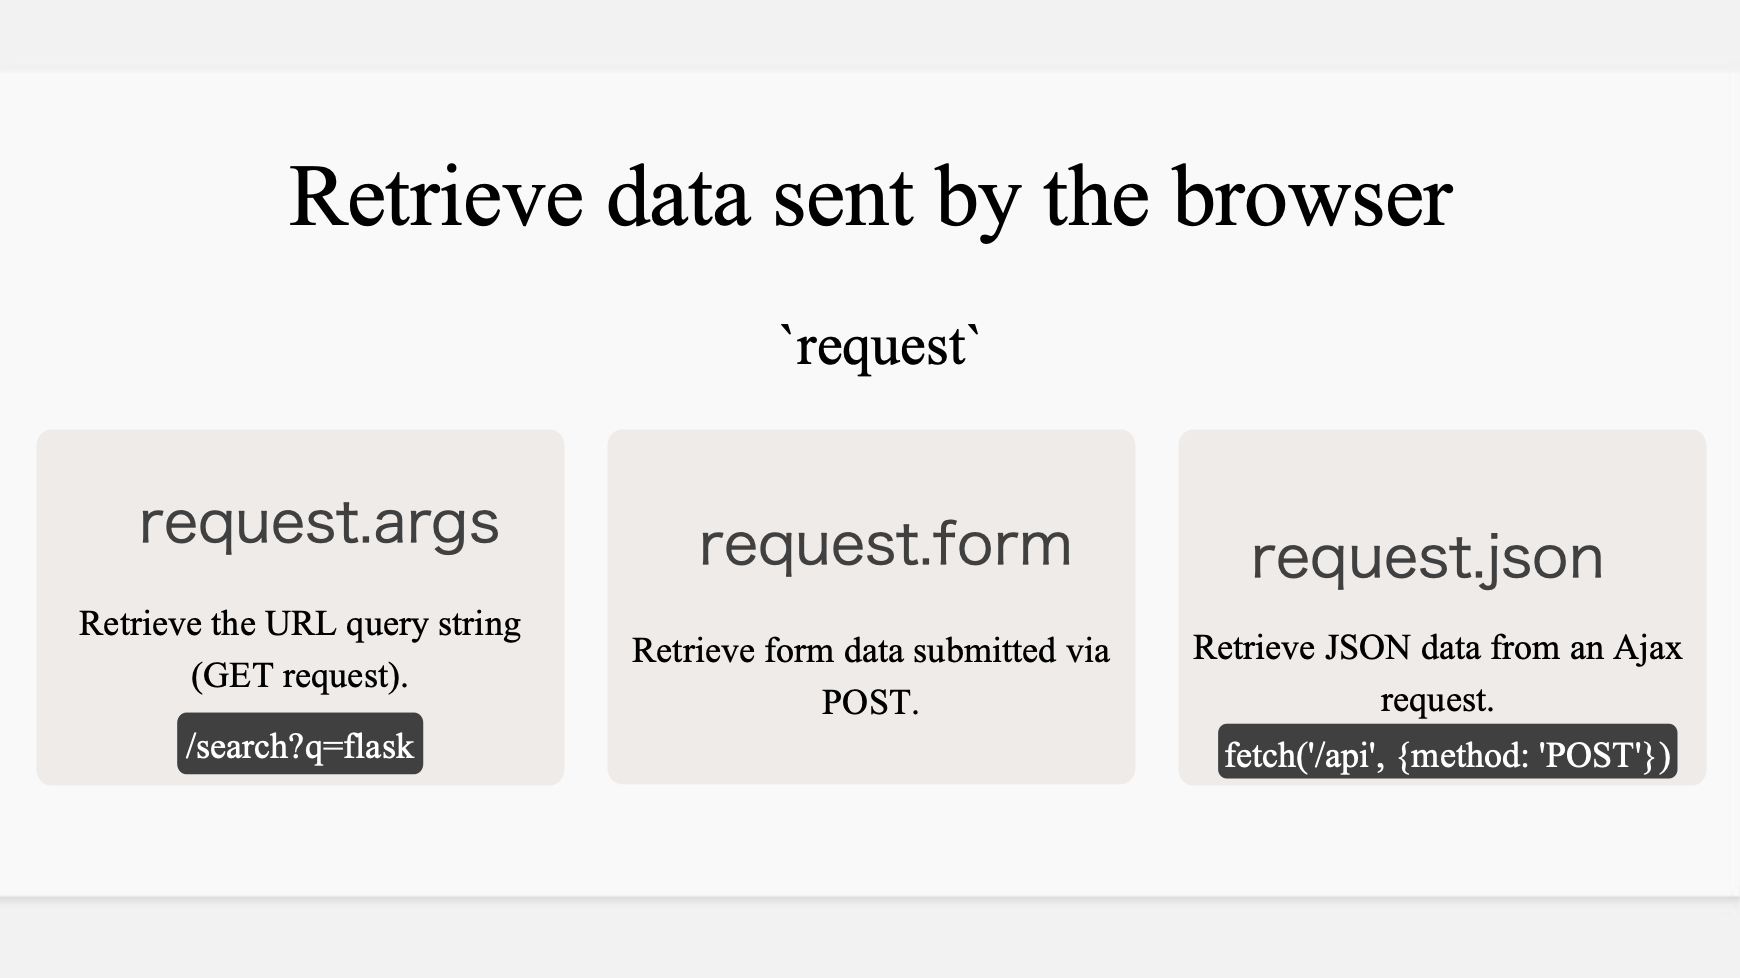 Retrieve data sent by the browser
`request`
request.args
Retrieve the URL query string
(GET request).
/search?q=flask
request.form
Retrieve form data submitted via
POST.
request.json
Retrieve JSON data from an Ajax
request.
fetch('/api', {method: 'POST'})